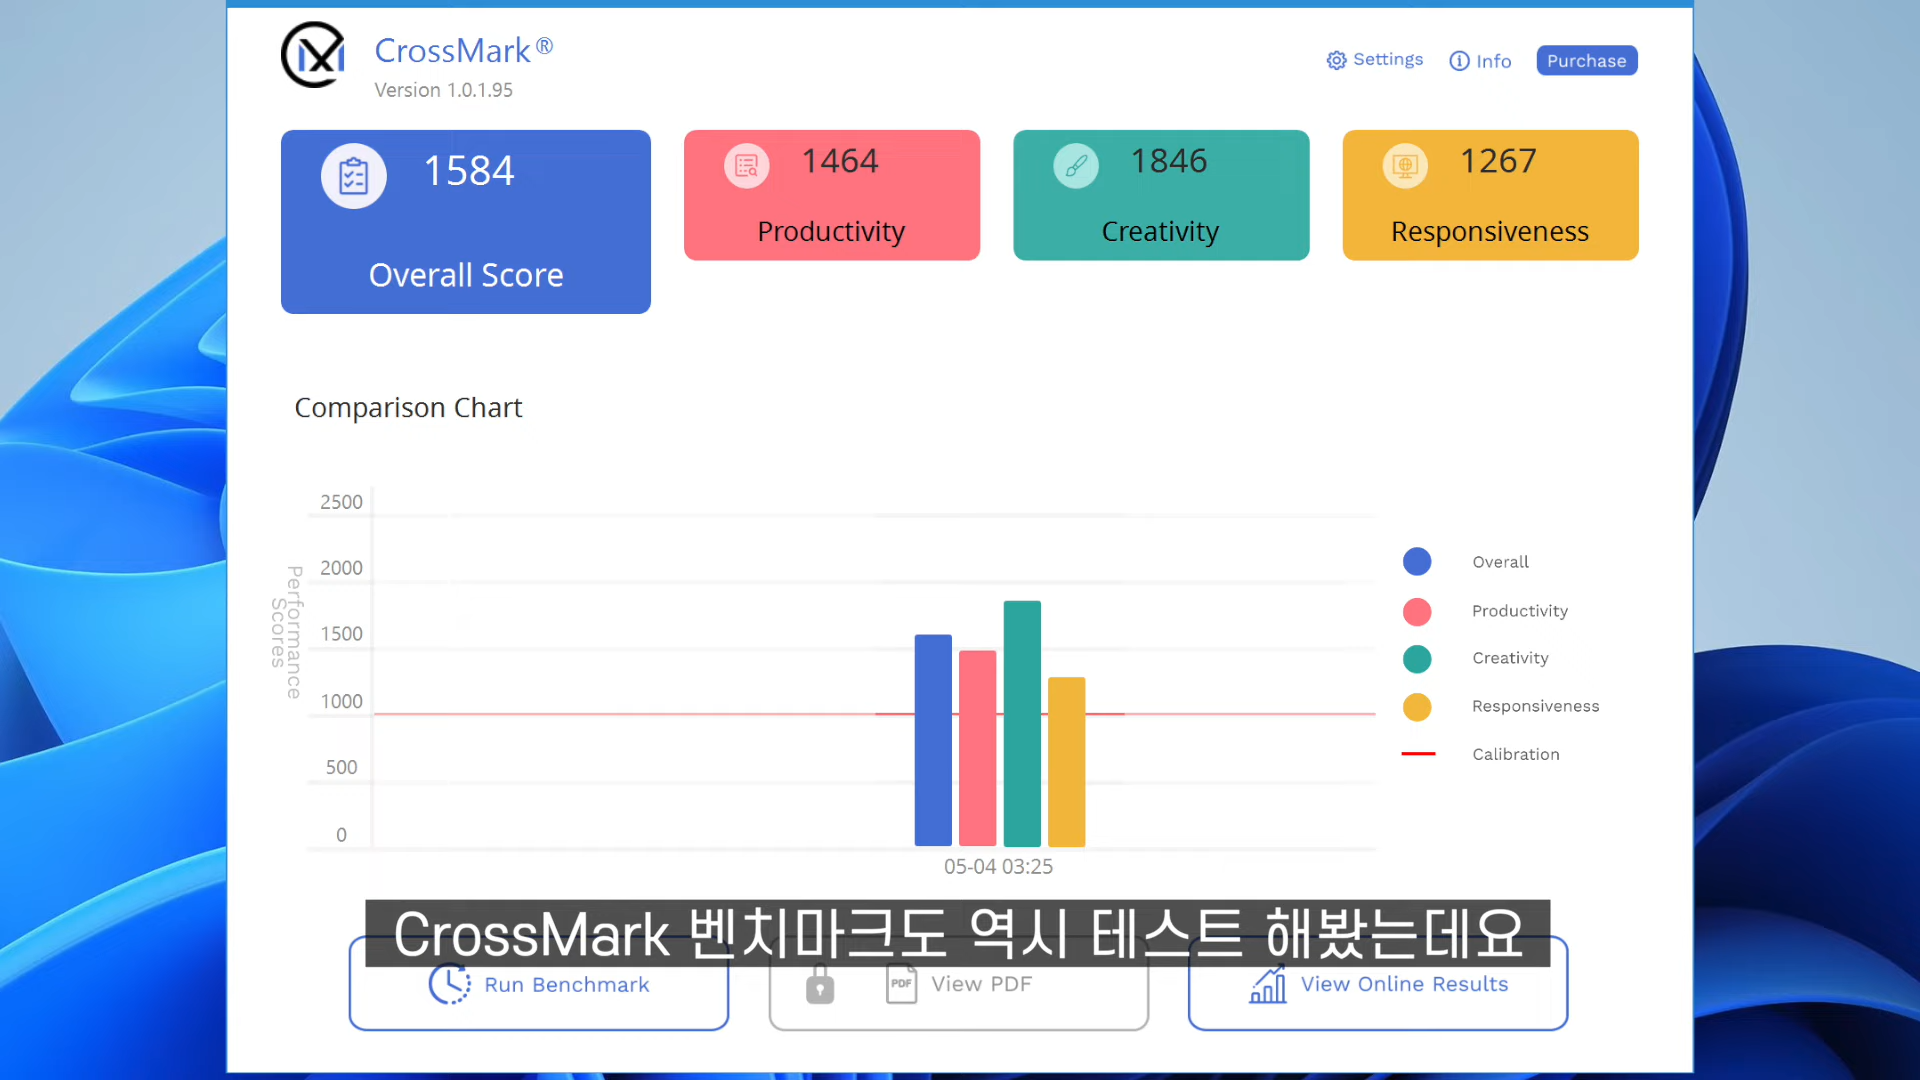 CrossMark®
Version 1.0.1.95
Settings
Info
Purchase
1584
Overall Score
1464
Productivity
1846
Creativity
1267
Responsiveness
Comparison Chart
Performance
Scores
2500
2000
1500
1000
500
0
05-04 03:25
Overall
Productivity
Creativity
Responsiveness
Calibration
CrossMark 벤치마크도 역시 테스트 해봤는데요
Run Benchmark
PDF
View PDF
View Online Results